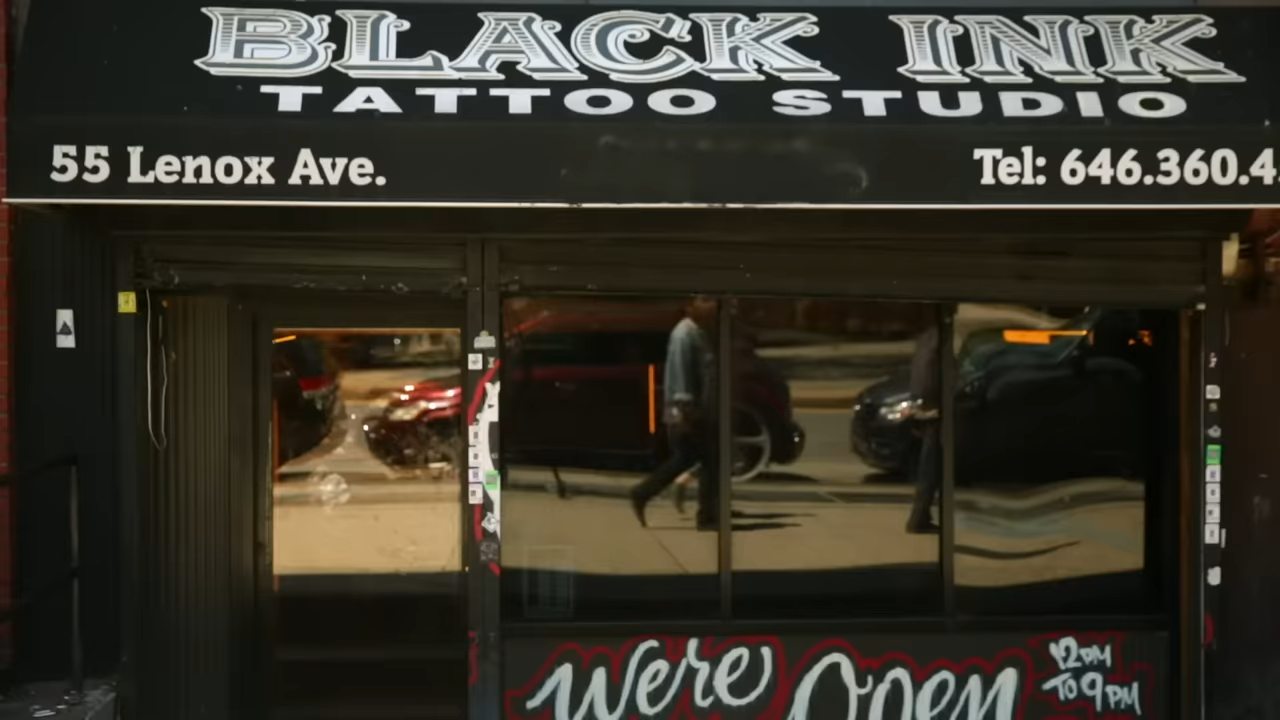 BLACK INK
TATTOO STUDIO
55 Lenox Ave.
Tel: 646.360.4
We're Open
12PM
TO 9PM